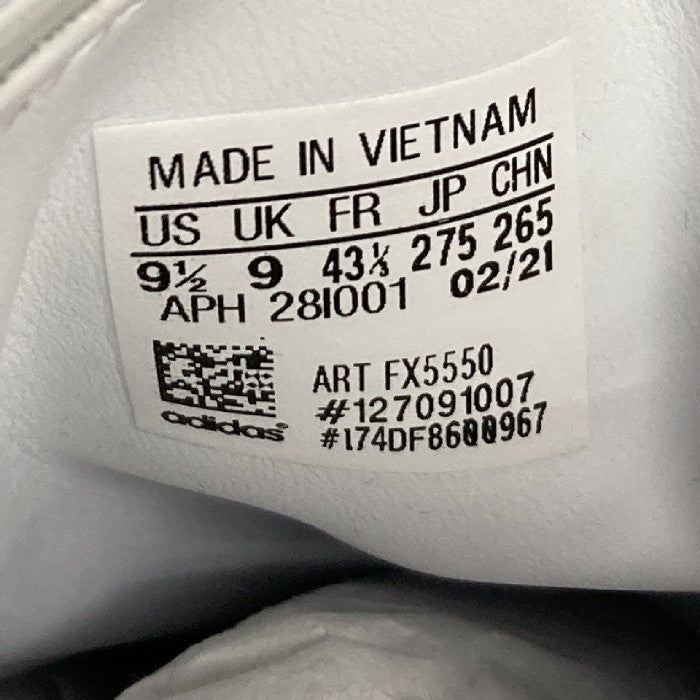 MADE IN VIETNAM
US UK FR JP CHN
9½ 9 43⅓ 275 265
APH 28I001 02/21
ART FX5550
#127091007
adidas®